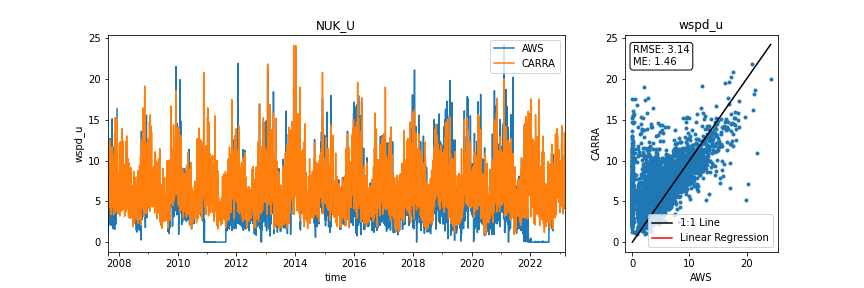 NUK_U
wspd_u
25
20
15
10
5
0
2008
2010
2012
2014
2016
2018
2020
2022
time
wspd_u
AWS
CARRA
25
20
15
10
5
0
0
10
20
AWS
CARRA
RMSE: 3.14
ME: 1.46
1:1 Line
Linear Regression